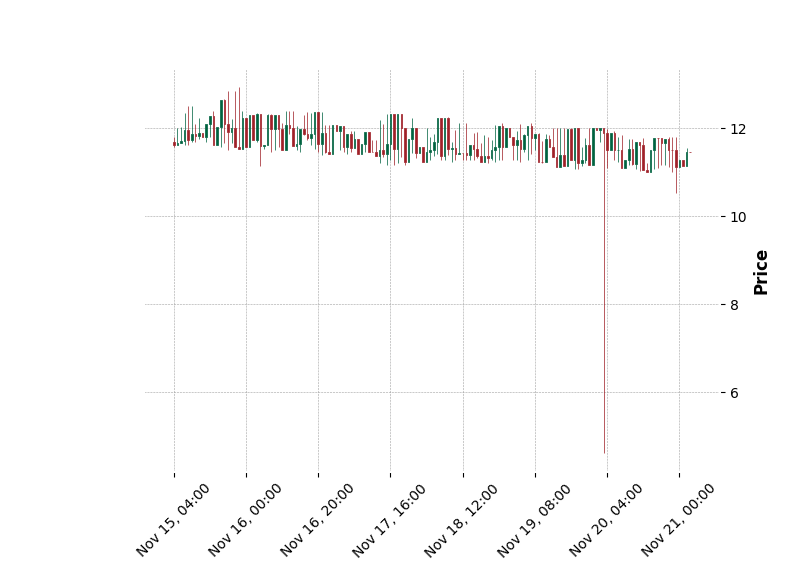 12
10
8
6
Price
Nov 15, 04:00
Nov 16, 00:00
Nov 16, 20:00
Nov 17, 16:00
Nov 18, 12:00
Nov 19, 08:00
Nov 20, 04:00
Nov 21, 00:00